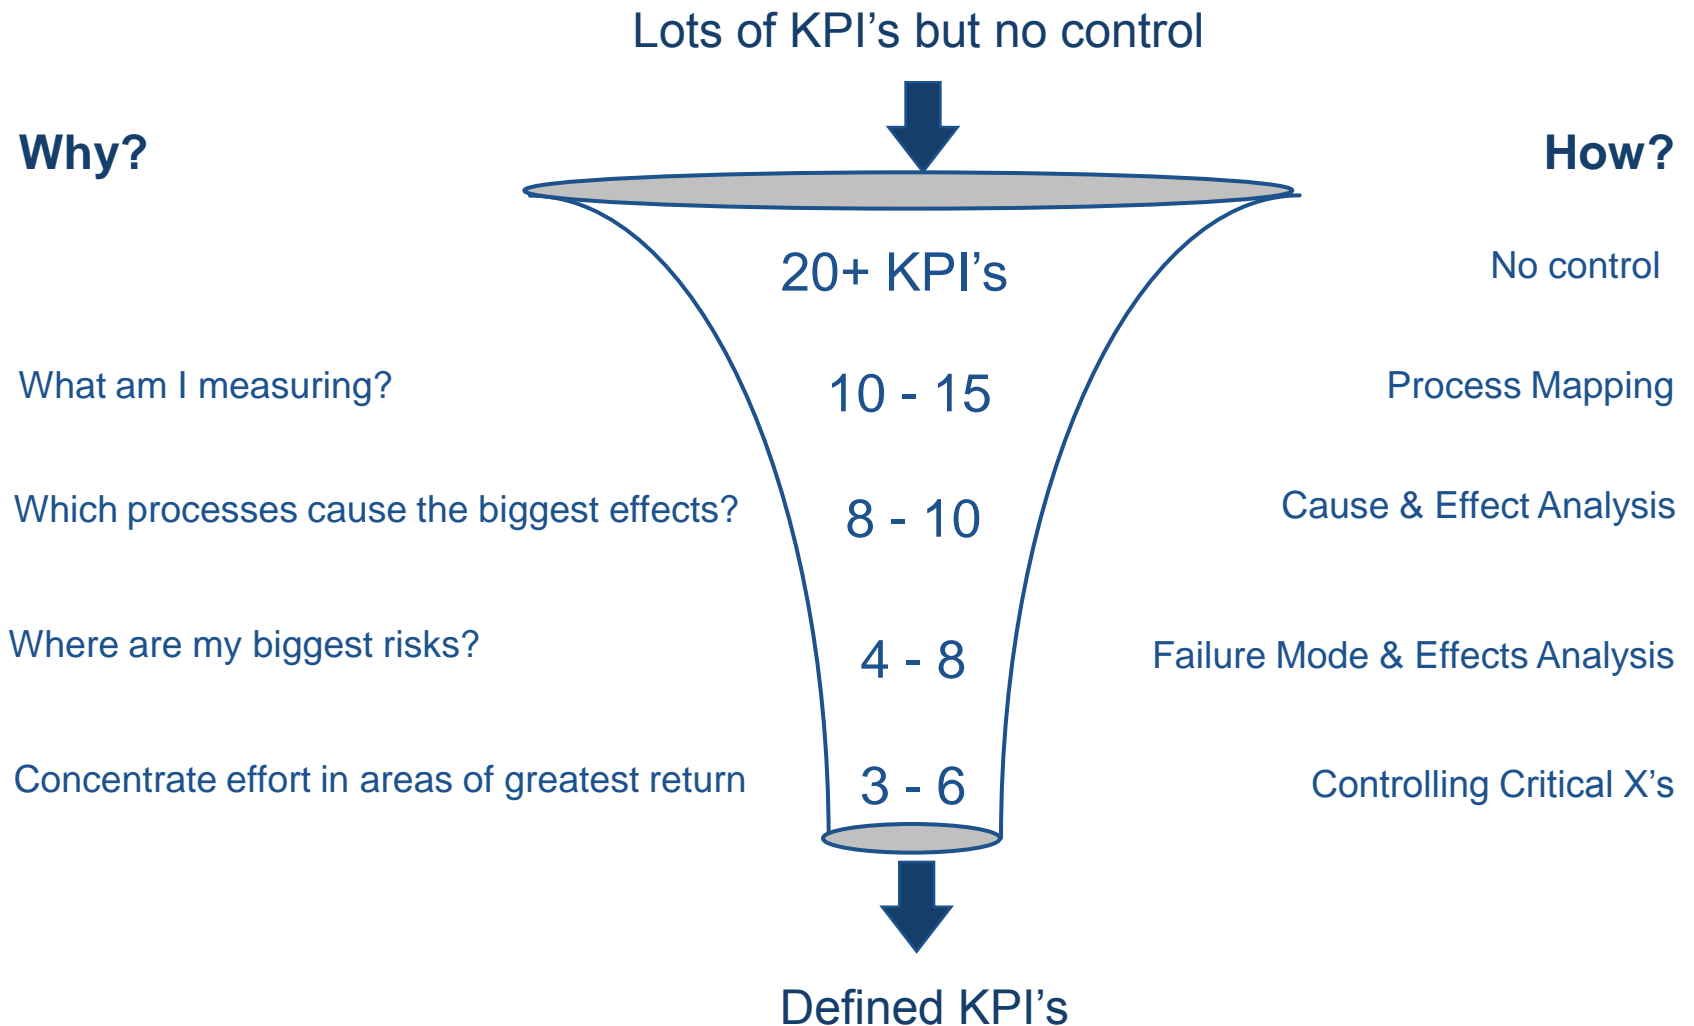 Lots of KPI’s but no control
Why?
How?
20+ KPI’s
No control
What am I measuring?
10 - 15
Process Mapping
Which processes cause the biggest effects?
8 - 10
Cause & Effect Analysis
Where are my biggest risks?
4 - 8
Failure Mode & Effects Analysis
Concentrate effort in areas of greatest return
3 - 6
Controlling Critical X’s
Defined KPI’s